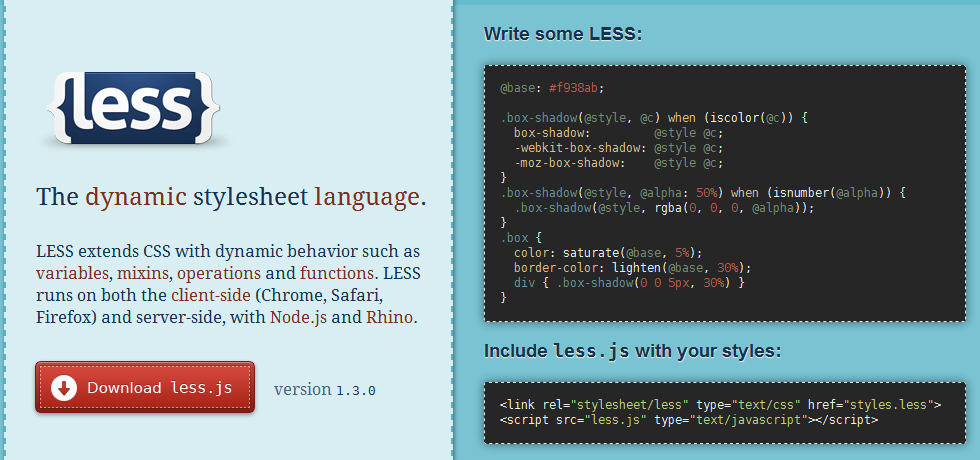 {less}
The dynamic stylesheet language.
LESS extends CSS with dynamic behavior such as
variables, mixins, operations and functions. LESS
runs on both the client-side (Chrome, Safari,
Firefox) and server-side, with Node.js and Rhino.
Download less.js
version 1.3.0
Write some LESS:
@base: #f938ab;
.box-shadow(@style, @c) when (iscolor(@c)) {
  box-shadow:         @style @c;
  -webkit-box-shadow: @style @c;
  -moz-box-shadow:    @style @c;
}
.box-shadow(@style, @alpha: 50%) when (isnumber(@alpha)) {
  .box-shadow(@style, rgba(0, 0, 0, @alpha));
}
.box {
  color: saturate(@base, 5%);
  border-color: lighten(@base, 30%);
  div { .box-shadow(0 0 5px, 30%) }
}
Include less.js with your styles:
<link rel="stylesheet/less" type="text/css" href="styles.less">
<script src="less.js" type="text/javascript"></script>